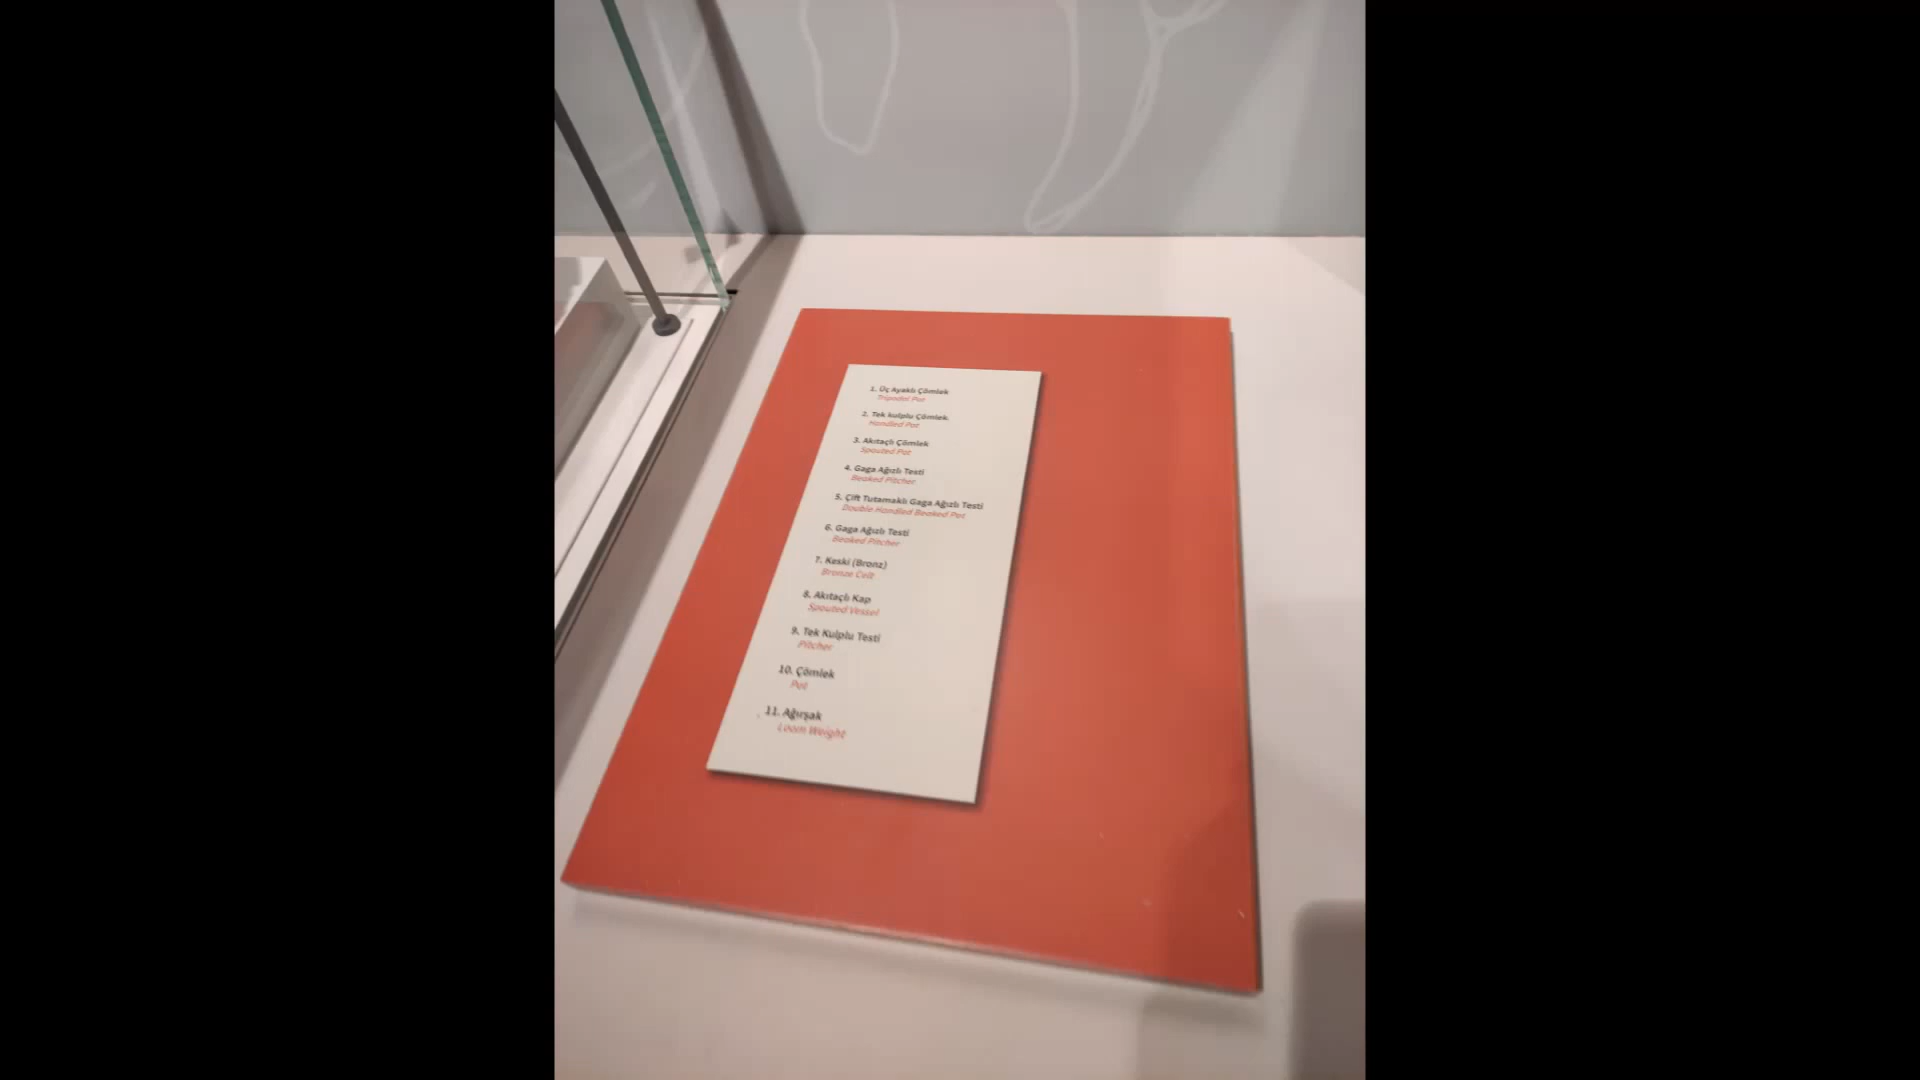 1. Üç Ayaklı Çömlek
Tripodal Pot
2. Tek kulplu Çömlek
Handled Pot
3. Akıtaçlı Çömlek
Spouted Pot
4. Gaga Ağızlı Testi
Beaked Pitcher
5. Çift Tutamaklı Gaga Ağızlı Testi
Double Handled Beaked Pot
6. Gaga Ağızlı Testi
Beaked Pitcher
7. Keski (Bronz)
Bronze Celt
8. Akıtaçlı Kap
Spouted Vessel
9. Tek Kulplu Testi
Pitcher
10. Çömlek
Pot
11. Ağırşak
Loom Weight